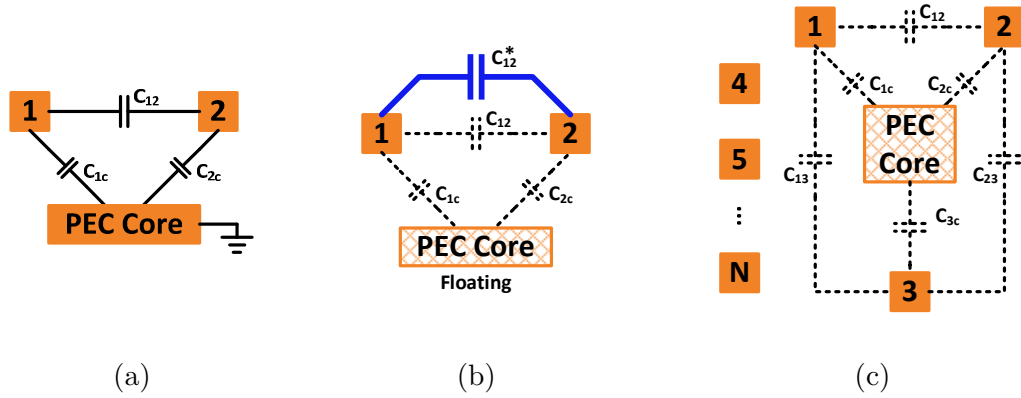 1
C12
2
C1c
C2c
PEC Core
(a)
C*12
1
C12
2
C1c
C2c
PEC Core
Floating
(b)
1
C12
2
4
C1c
C2c
PEC
Core
5
C13
C23
⋮
C3c
N
3
(c)